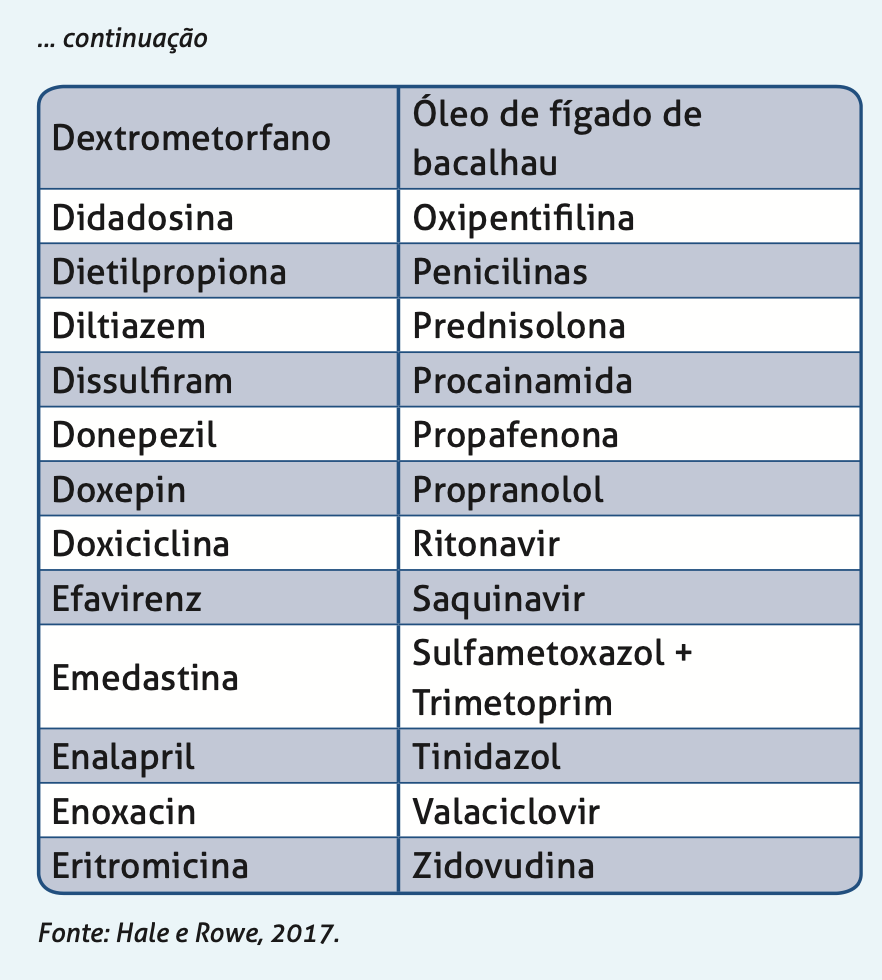 ... continuação
Dextrometorfano
Óleo de fígado de
bacalhau
Didadosina
Oxipentifilina
Dietilpropiona
Penicilinas
Diltiazem
Prednisolona
Dissulfiram
Procainamida
Donepezil
Propafenona
Doxepin
Propranolol
Doxiciclina
Ritonavir
Efavirenz
Saquinavir
Emedastina
Sulfametoxazol +
Trimetoprim
Enalapril
Tinidazol
Enoxacin
Valaciclovir
Eritromicina
Zidovudina
Fonte: Hale e Rowe, 2017.